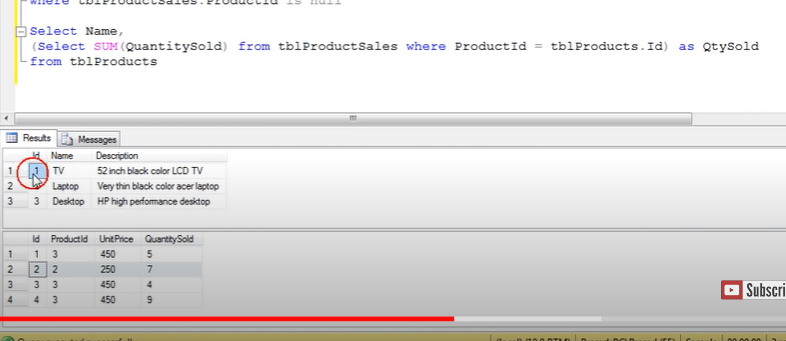 where tblProductSales.ProductId is null
Select Name,
(Select SUM(QuantitySold) from tblProductSales where ProductId = tblProducts.Id) as QtySold
from tblProducts
Results Messages
Id Name Description
1 1 TV 52 inch black color LCD TV
2 Laptop Very thin black color acer laptop
3 3 Desktop HP high performance desktop
Id ProductId UnitPrice QuantitySold
1 1 3 450 5
2 2 2 250 7
3 3 3 450 4
4 4 3 450 9
Subscri